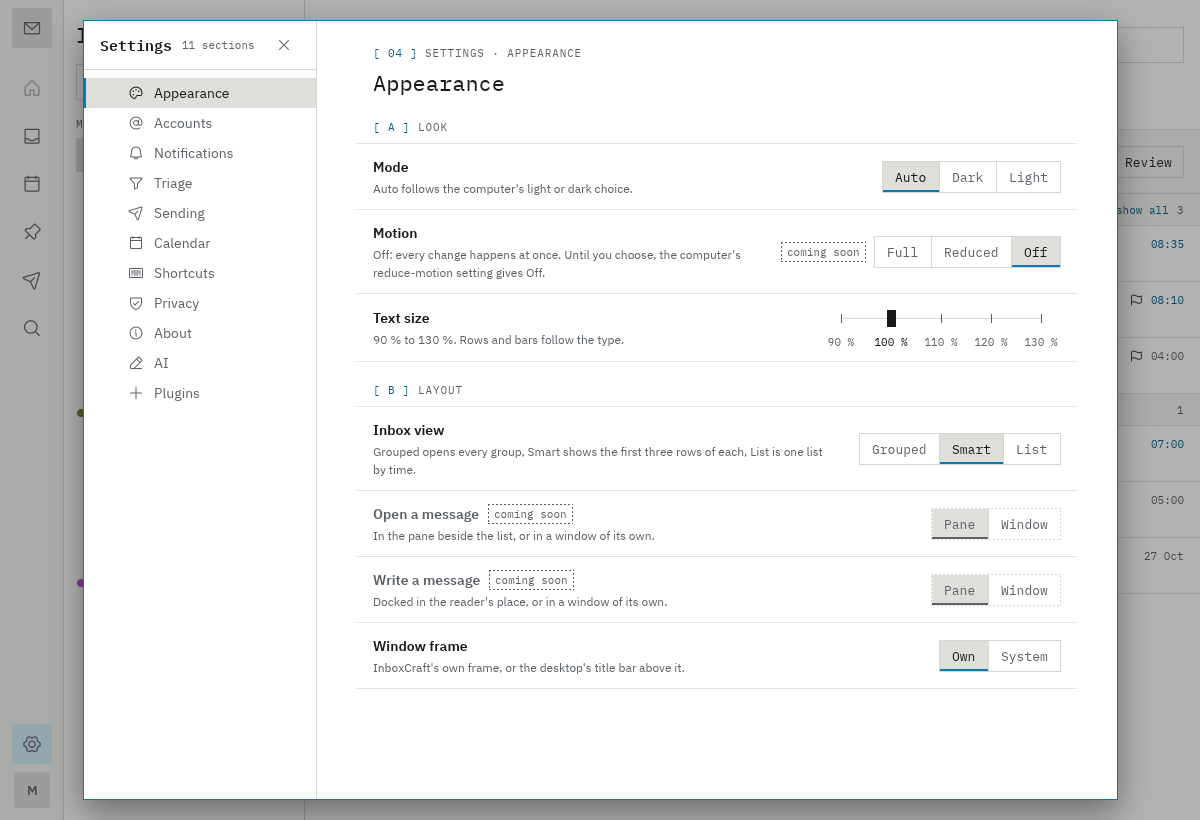 Settings 11 sections
Appearance
Accounts
Notifications
Triage
Sending
Calendar
Shortcuts
Privacy
About
AI
Plugins
M
[ 04 ] SETTINGS · APPEARANCE
Appearance
[ A ] LOOK
Mode
Auto follows the computer's light or dark choice.
Auto Dark Light
Motion
Off: every change happens at once. Until you choose, the computer's
reduce-motion setting gives Off.
coming soon Full Reduced Off
Text size
90 % to 130 %. Rows and bars follow the type.
90 % 100 % 110 % 120 % 130 %
[ B ] LAYOUT
Inbox view
Grouped opens every group, Smart shows the first three rows of each, List is one list
by time.
Grouped Smart List
Open a message coming soon
In the pane beside the list, or in a window of its own.
Pane Window
Write a message coming soon
Docked in the reader's place, or in a window of its own.
Pane Window
Window frame
InboxCraft's own frame, or the desktop's title bar above it.
Own System
Review
show all 3
08:35
08:10
04:00
1
07:00
05:00
27 Oct